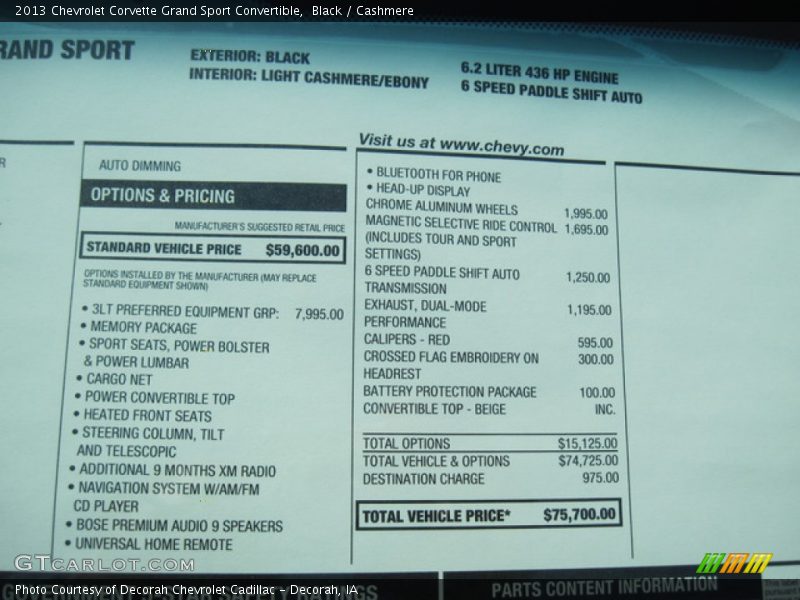 2013 Chevrolet Corvette Grand Sport Convertible,  Black / Cashmere
RAND SPORT
EXTERIOR: BLACK
INTERIOR: LIGHT CASHMERE/EBONY
6.2 LITER 436 HP ENGINE
6 SPEED PADDLE SHIFT AUTO
Visit us at www.chevy.com
R
AUTO DIMMING
OPTIONS & PRICING
MANUFACTURER'S SUGGESTED RETAIL PRICE
STANDARD VEHICLE PRICE $59,600.00
OPTIONS INSTALLED BY THE MANUFACTURER (MAY REPLACE
STANDARD EQUIPMENT SHOWN)
• 3LT PREFERRED EQUIPMENT GRP: 7,995.00
• MEMORY PACKAGE
• SPORT SEATS, POWER BOLSTER
& POWER LUMBAR
• CARGO NET
• POWER CONVERTIBLE TOP
• HEATED FRONT SEATS
• STEERING COLUMN, TILT
AND TELESCOPIC
• ADDITIONAL 9 MONTHS XM RADIO
• NAVIGATION SYSTEM W/AM/FM
CD PLAYER
• BOSE PREMIUM AUDIO 9 SPEAKERS
• UNIVERSAL HOME REMOTE
• BLUETOOTH FOR PHONE
• HEAD-UP DISPLAY
CHROME ALUMINUM WHEELS 1,995.00
MAGNETIC SELECTIVE RIDE CONTROL 1,695.00
(INCLUDES TOUR AND SPORT
SETTINGS)
6 SPEED PADDLE SHIFT AUTO 1,250.00
TRANSMISSION
EXHAUST, DUAL-MODE 1,195.00
PERFORMANCE
CALIPERS - RED 595.00
CROSSED FLAG EMBROIDERY ON 300.00
HEADREST
BATTERY PROTECTION PACKAGE 100.00
CONVERTIBLE TOP - BEIGE INC.
TOTAL OPTIONS $15,125.00
TOTAL VEHICLE & OPTIONS $74,725.00
DESTINATION CHARGE 975.00
TOTAL VEHICLE PRICE* $75,700.00
GTCARLOT.COM
GOVERNMENT 5-STAR SAFETY RATINGS
PARTS CONTENT INFORMATION
Photo Courtesy of Decorah Chevrolet Cadillac - Decorah, IA